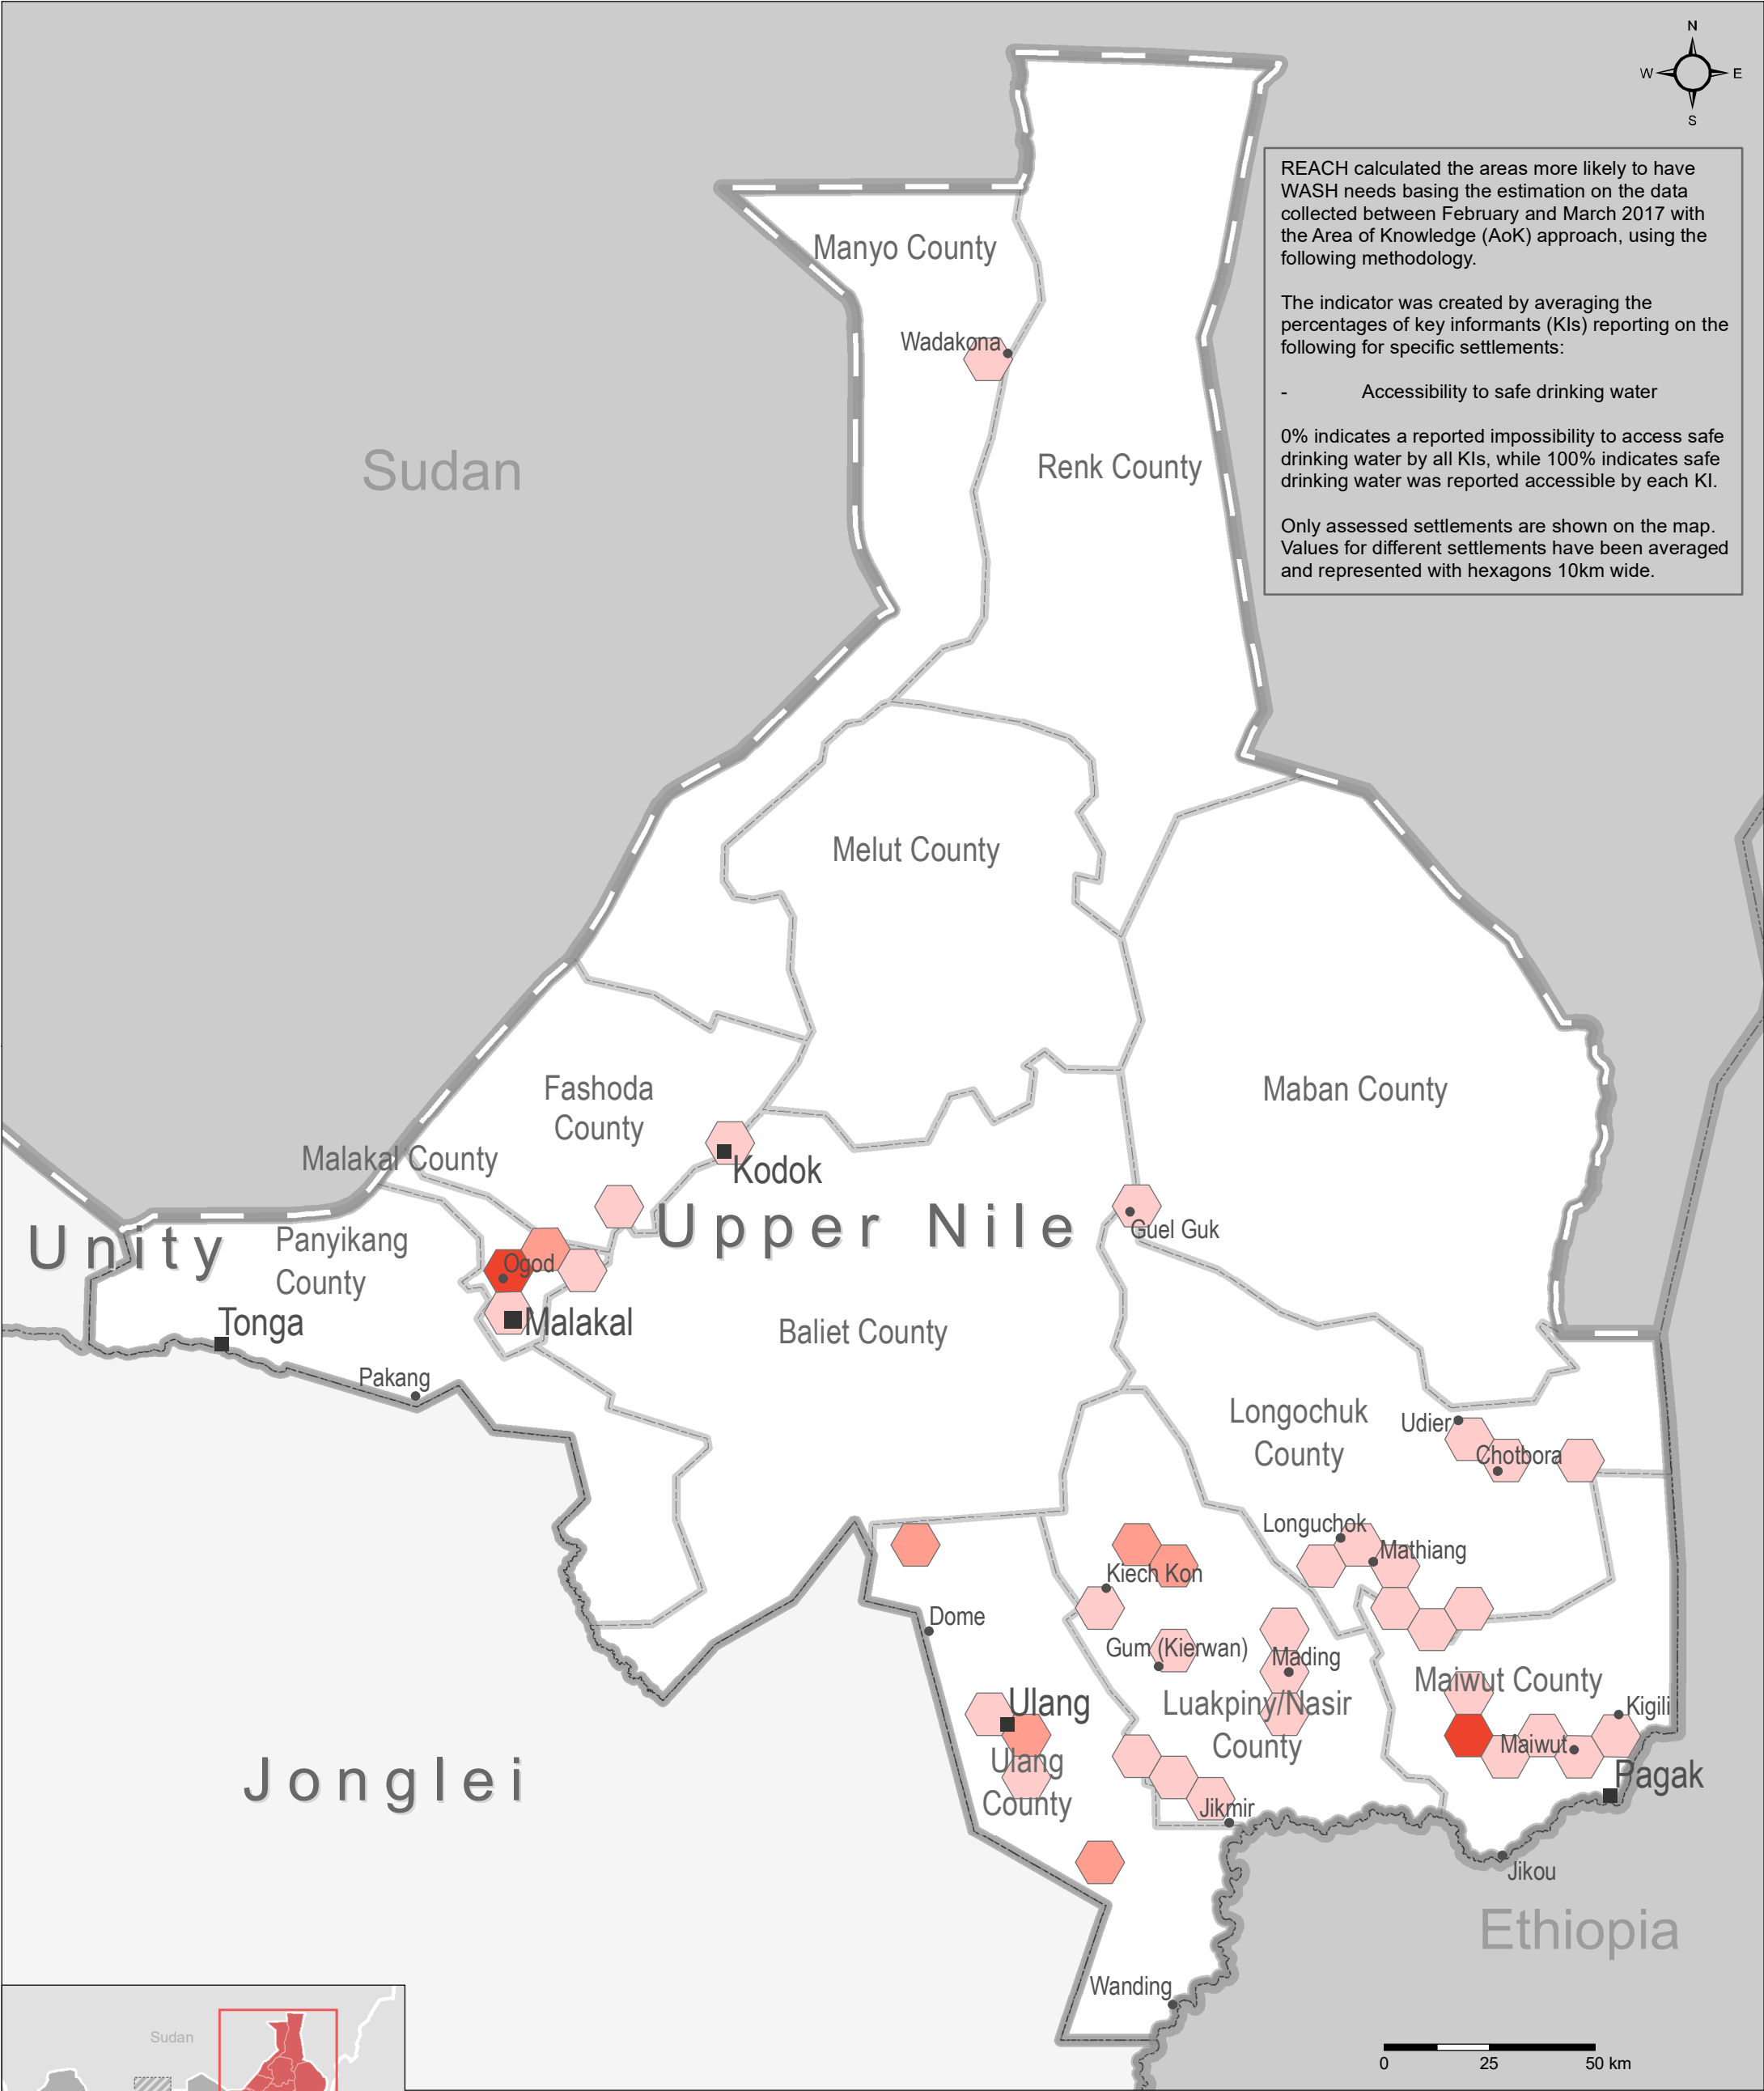 N
W E
S
REACH calculated the areas more likely to have
WASH needs basing the estimation on the data
collected between February and March 2017 with
the Area of Knowledge (AoK) approach, using the
following methodology.
The indicator was created by averaging the
percentages of key informants (KIs) reporting on the
following for specific settlements:
- Accessibility to safe drinking water
0% indicates a reported impossibility to access safe
drinking water by all KIs, while 100% indicates safe
drinking water was reported accessible by each KI.
Only assessed settlements are shown on the map.
Values for different settlements have been averaged
and represented with hexagons 10km wide.
Manyo County
Wadakona
Sudan
Renk County
Melut County
Fashoda
County
Maban County
Malakal County
Kodok
Unity
Panyikang
County
Upper Nile
Guel Guk
Ogod
Tonga
Malakal
Baliet County
Pakang
Longochuk
County
Udier
Chotbora
Longuchok
Mathiang
Kiech Kon
Dome
Gum (Kierwan)
Mading
Maiwut County
Ulang
Luakpiny/Nasir
County
Kigili
Maiwut
Ulang
County
Pagak
Jonglei
Jikmir
Jikou
Ethiopia
Wanding
Sudan
0 25 50 km